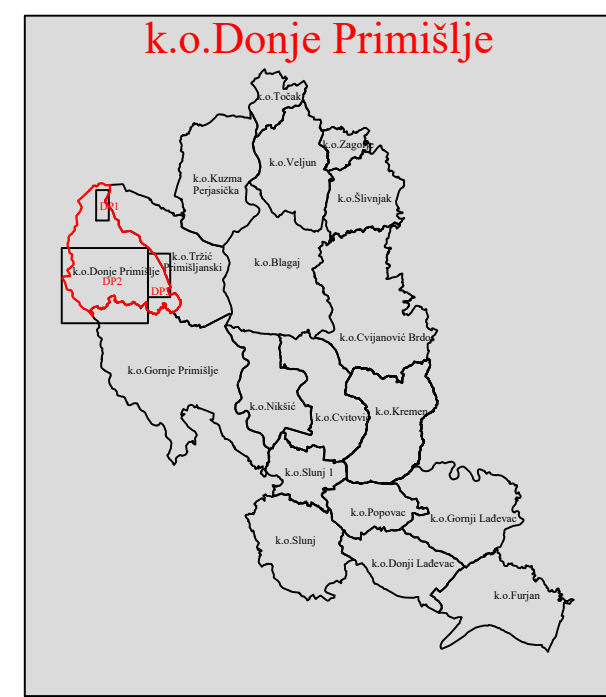 k.o.Donje Primišlje
k.o.Točak
k.o.Zagorje
k.o.Veljun
k.o.Kuzma
Perjasička
k.o.Šlivnjak
DP1
k.o.Tržić
Primišljanski
k.o.Blagaj
k.o.Donje Primišlje
DP2
DP3
k.o.Cvijanović Brdo
k.o.Gornje Primišlje
k.o.Nikšić
k.o.Cvitović
k.o.Kremen
k.o.Slunj 1
k.o.Popovac
k.o.Gornji Lađevac
k.o.Slunj
k.o.Donji Lađevac
k.o.Furjan